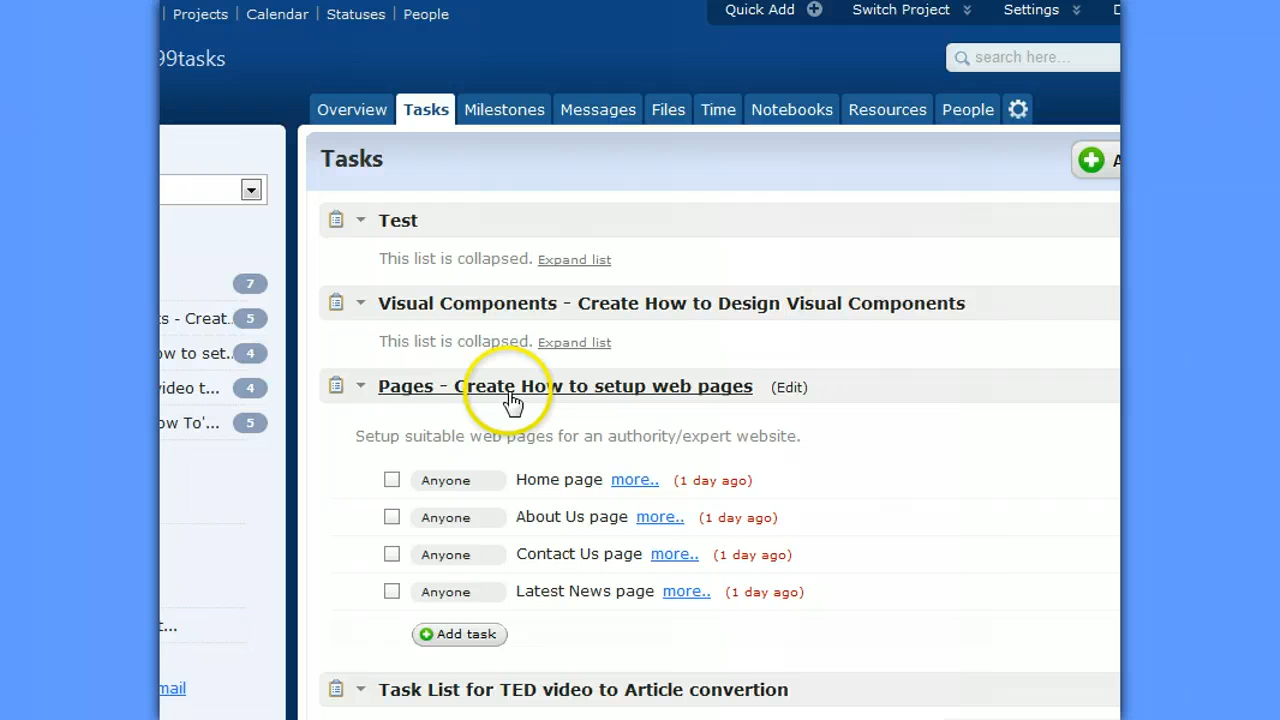 Projects | Calendar | Statuses | People
Quick Add Switch Project Settings
99tasks
search here...
Overview Tasks Milestones Messages Files Time Notebooks Resources People
Tasks
Test
This list is collapsed. Expand list
7
Visual Components - Create How to Design Visual Components
s - Creat... 5
This list is collapsed. Expand list
ow to set... 4
Pages - Create How to setup web pages (Edit)
video t... 4
ow To'... 5
Setup suitable web pages for an authority/expert website.
Anyone Home page more.. (1 day ago)
Anyone About Us page more.. (1 day ago)
Anyone Contact Us page more.. (1 day ago)
Anyone Latest News page more.. (1 day ago)
t...
Add task
mail
Task List for TED video to Article convertion